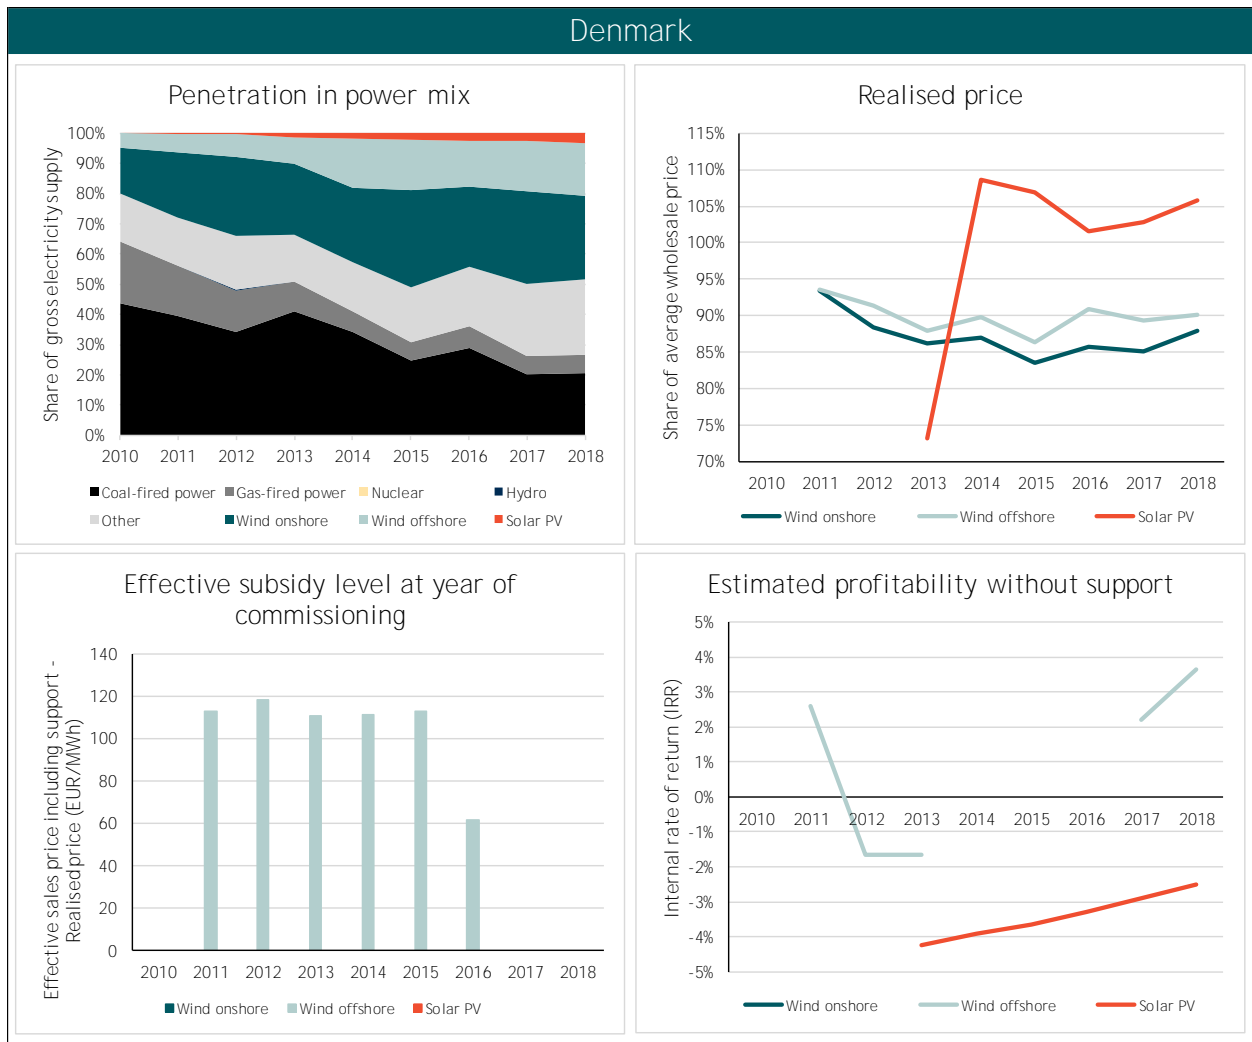 Denmark
Penetration in power mix
Share of gross electricity supply
100%
90%
80%
70%
60%
50%
40%
30%
20%
10%
0%
2010 2011 2012 2013 2014 2015 2016 2017 2018
Coal-fired power Gas-fired power Nuclear Hydro
Other Wind onshore Wind offshore Solar PV
Realised price
Share of average wholesale price
115%
110%
105%
100%
95%
90%
85%
80%
75%
70%
2010 2011 2012 2013 2014 2015 2016 2017 2018
Wind onshore Wind offshore Solar PV
Effective subsidy level at year of
commissioning
Effective sales price including support -
Realised price (EUR/MWh)
140
120
100
80
60
40
20
0
2010 2011 2012 2013 2014 2015 2016 2017 2018
Wind onshore Wind offshore Solar PV
Estimated profitability without support
Internal rate of return (IRR)
5%
4%
3%
2%
1%
0%
2010 2011 2012 2013 2014 2015 2016 2017 2018
-1%
-2%
-3%
-4%
-5%
Wind onshore Wind offshore Solar PV